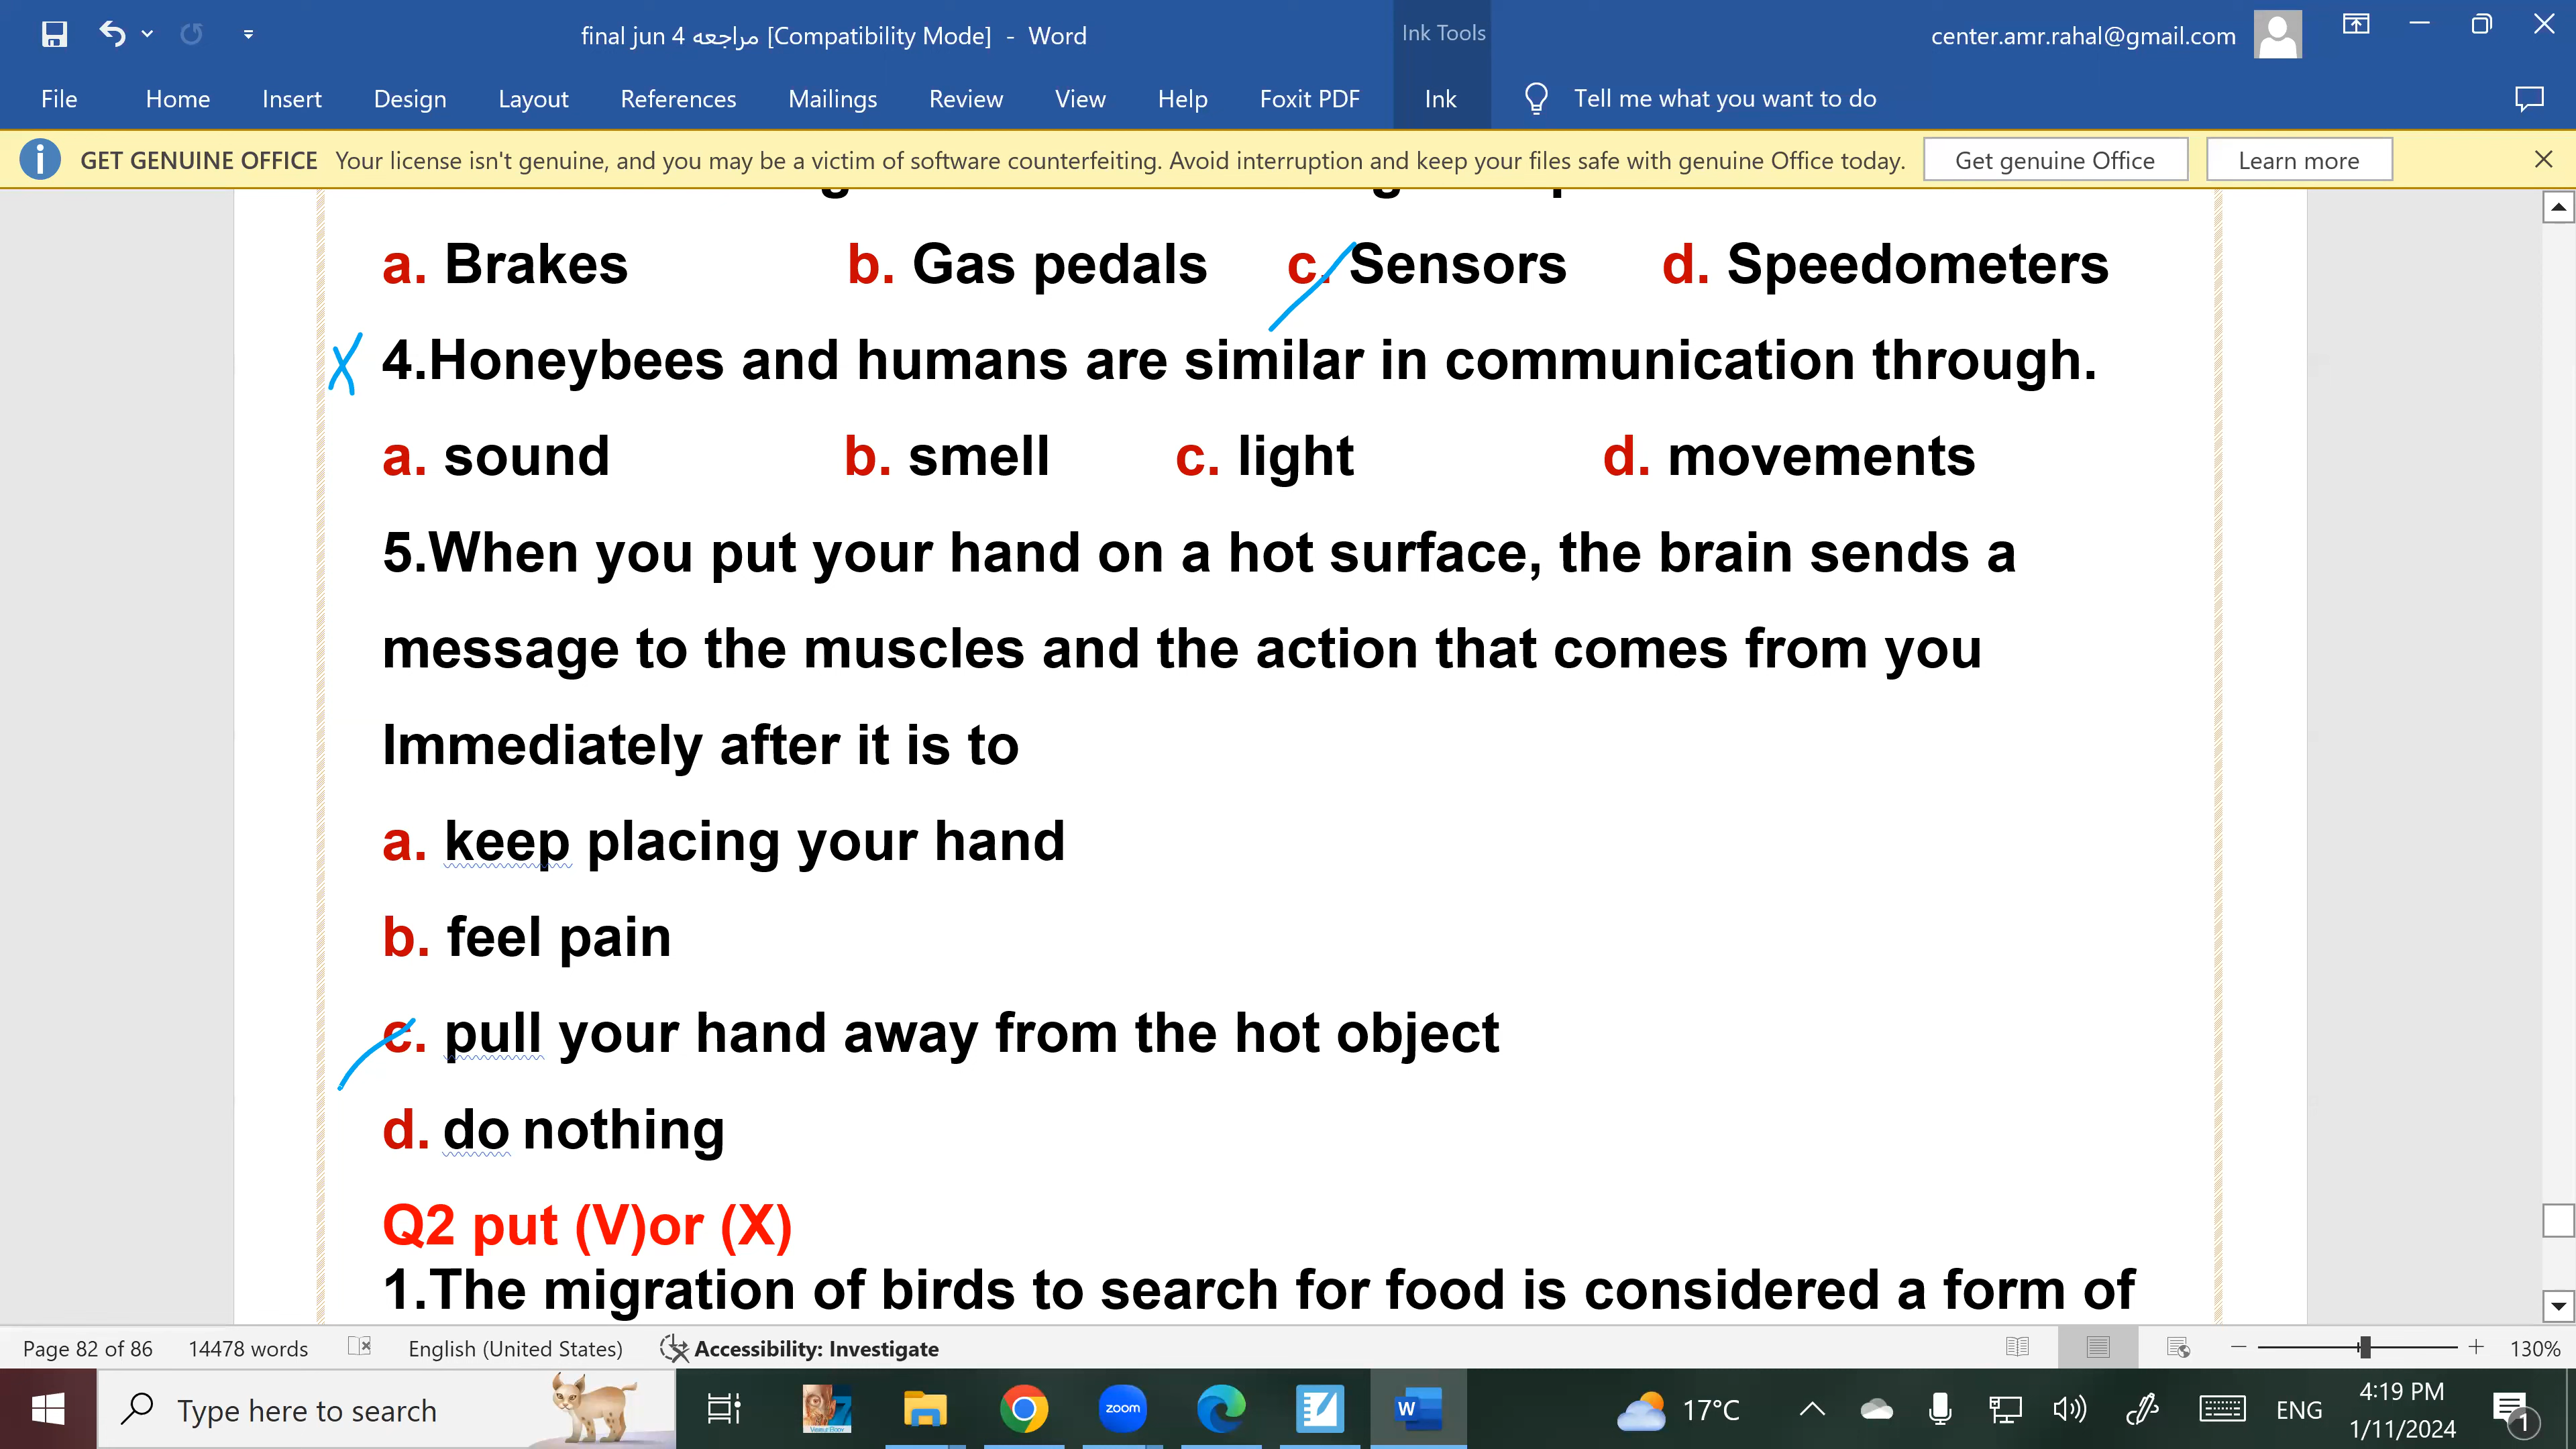 final jun 4 مراجعه [Compatibility Mode] - Word
Ink Tools
center.amr.rahal@gmail.com
File Home Insert Design Layout References Mailings Review View Help Foxit PDF Ink Tell me what you want to do
GET GENUINE OFFICE Your license isn't genuine, and you may be a victim of software counterfeiting. Avoid interruption and keep your files safe with genuine Office today. Get genuine Office Learn more
a. Brakes b. Gas pedals c. Sensors d. Speedometers
X 4.Honeybees and humans are similar in communication through.
a. sound b. smell c. light d. movements
5.When you put your hand on a hot surface, the brain sends a
message to the muscles and the action that comes from you
Immediately after it is to
a. keep placing your hand
b. feel pain
c. pull your hand away from the hot object
d. do nothing
Q2 put (V)or (X)
1.The migration of birds to search for food is considered a form of
Page 82 of 86 14478 words English (United States) Accessibility: Investigate 130%
Type here to search zoom W 17°C ENG 4:19 PM
1/11/2024 1